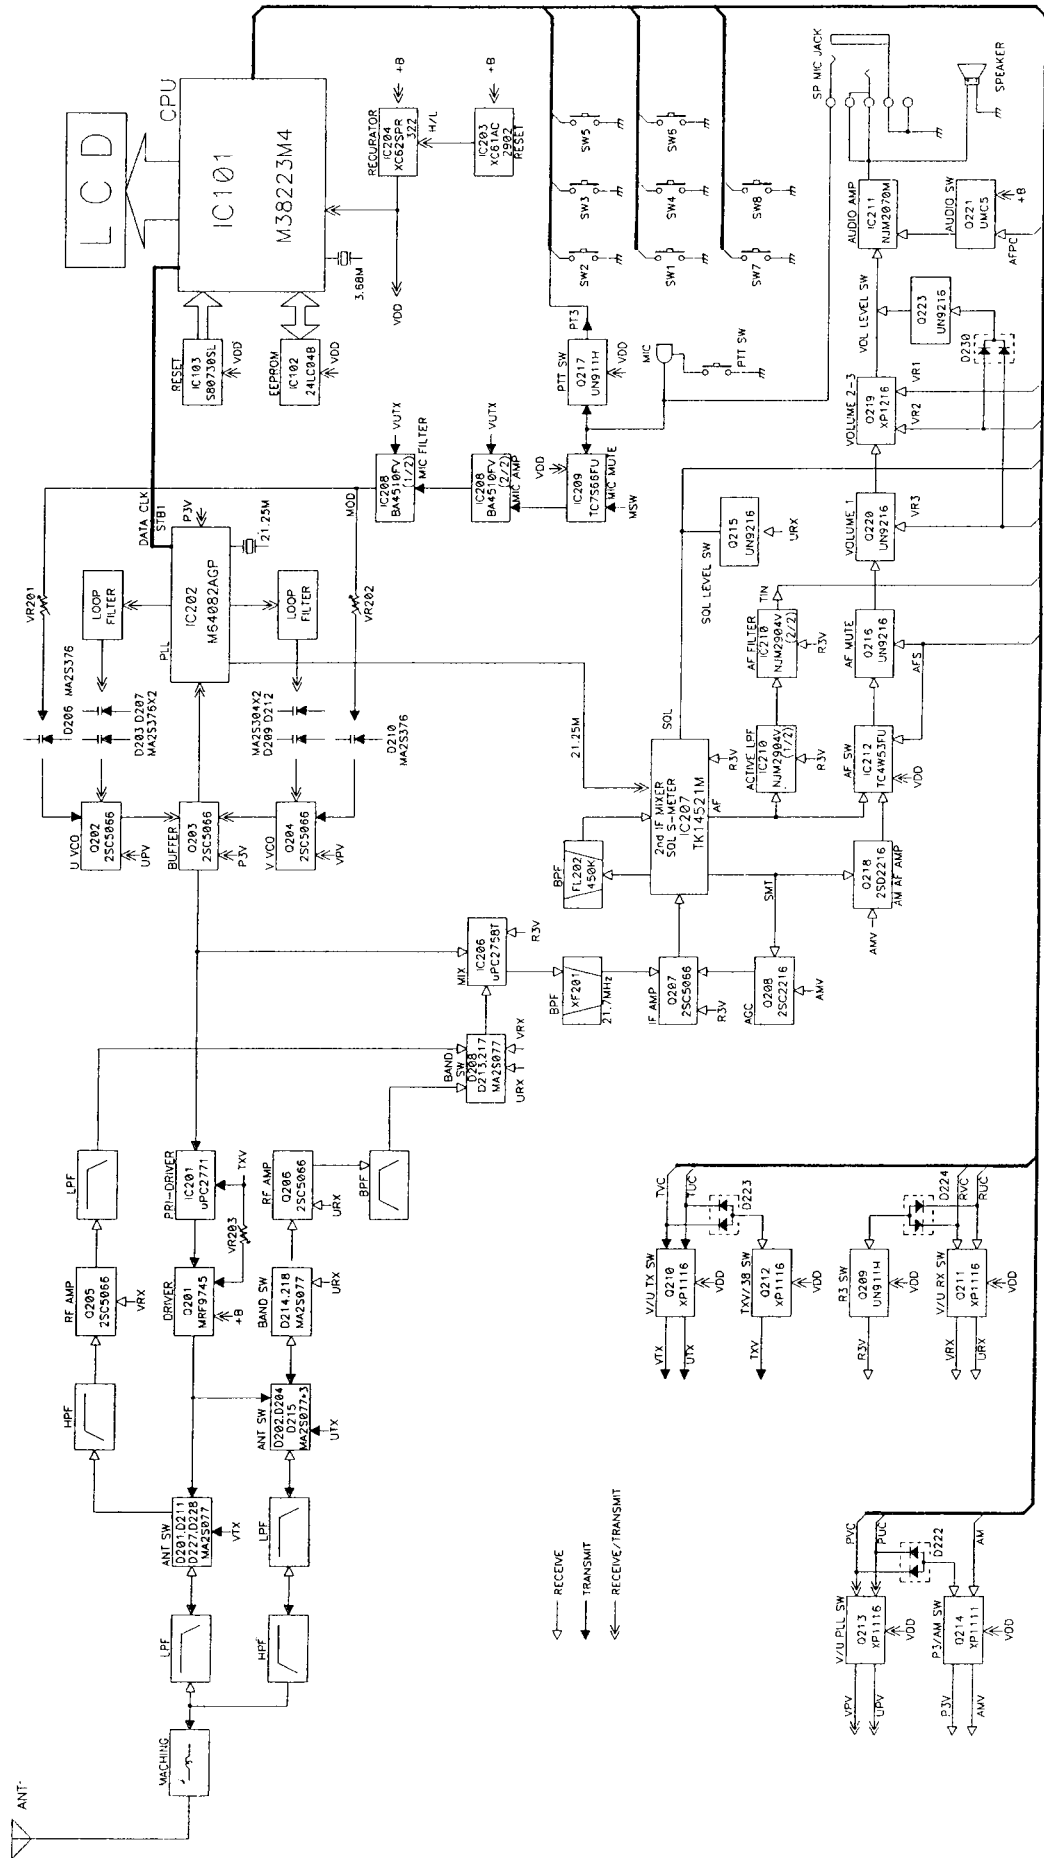 ANT-
MACHING
LPF
HPF
ANT SW
D201.D211
D227.D228
MA2S077
VTX
LPF
ANT SW
D202.D204
D215
MA2S077*3
UTX
HPF
RF AMP
Q205
2SC5066
VRX
LPF
DRIVER
Q201
MRF9745
+B
VR203
TXV
PRI-DRIVER
IC201
uPC2771
BAND SW
D214.218
MA2S077
URX
RF AMP
Q206
2SC5066
URX
BPF
BAND
SW
D208
D213.217
MA2S077
URX
VRX
MIX
IC206
uPC2758T
R3V
BPF
XF201
21.7MHz
IF AMP
Q207
2SC5066
R3V
AGC
Q208
2SC2216
AMV
SMT
BPF
FL202
450K
2nd IF MIXER
SQL S-METER
IC207
TK14521M
AF
R3V
SQL
21.25M
AM AF AMP
Q218
2SD2216
AMV
ACTIVE LPF
IC210
NJM2904V
(1/2)
R3V
AF FILTER
IC210
NJM2904V
(2/2)
R3V
TIN
AF SW
IC212
TC4W53FU
VDD
AF MUTE
Q216
UN9216
AFS
SQL LEVEL SW
Q215
UN9216
URX
VOLUME 1
Q220
UN9216
VR3
VOLUME 2-3
Q219
XP1216
VR2
VR1
D230
VOL LEVEL SW
Q223
UN9216
AUDIO AMP
IC211
NJM2070M
AUDIO SW
Q221
UMC5
AFPC
+B
SP MIC JACK
SPEAKER
U VCO
Q202
2SC5066
UPV
BUFFER
Q203
2SC5066
P3V
V VCO
Q204
2SC5066
VPV
D206 MA2S376
D203 D207
MA2S376X2
MA2S304X2
D209 D212
D210
MA2S376
VR201
LOOP
FILTER
PLL
IC202
M64082AGP
DATA CLK
STB1
P3V
21.25M
LOOP
FILTER
VR202
MOD
IC208
BA4510FV
(1/2)
MIC FILTER
VUTX
IC208
BA4510FV
(2/2)
MIC AMP
VUTX
IC209
TC7S66FU
MIC MUTE
VDD
MSW
PTT SW
Q217
UN911H
VDD
PT3
MIC
PTT SW
LCD
CPU
IC101
M38223M4
3.68M
RESET
IC103
S80730SL
VDD
EEPROM
IC102
24LC04B
VDD
REGURATOR
IC204
XC62SPR
322
+B
VDD
H/L
IC203
XC61AC
2902
RESET
+B
SW2
SW3
SW5
SW1
SW4
SW6
SW7
SW8
RECEIVE
TRANSMIT
RECEIVE/TRANSMIT
V/U TX SW
Q210
XP1116
VDD
VTX
UTX
TVC
TUC
D223
TXV/38 SW
Q212
XP1116
VDD
TXV
R3 SW
Q209
UN911H
VDD
R3V
D224
V/U RX SW
Q211
XP1116
VDD
VRX
URX
RVC
RUC
V/U PLL SW
Q213
XP1116
VDD
VPV
UPV
PVC
PUC
D222
P3/AM SW
Q214
XP1111
VDD
P3V
AMV
AM